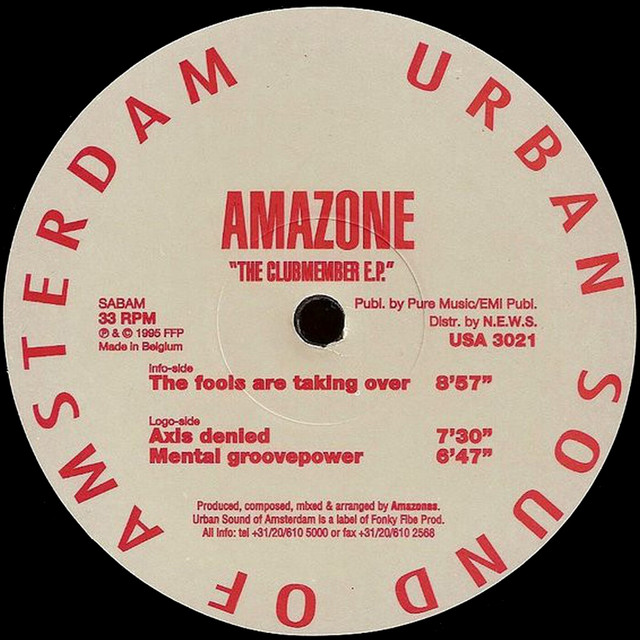 URBAN SOUND OF AMSTERDAM
AMAZONE
"THE CLUBMEMBER E.P."
SABAM
33 RPM
℗ & © 1995 FFP
Made in Belgium
Publ. by Pure Music/EMI Publ.
Distr. by N.E.W.S.
USA 3021
Info-side
The fools are taking over 8'57"
Logo-side
Axis denied 7'30"
Mental groovepower 6'47"
Produced, composed, mixed & arranged by Amazones.
Urban Sound of Amsterdam is a label of Fonky Fibe Prod.
All info: tel +31/20/610 5000 or fax +31/20/610 2568